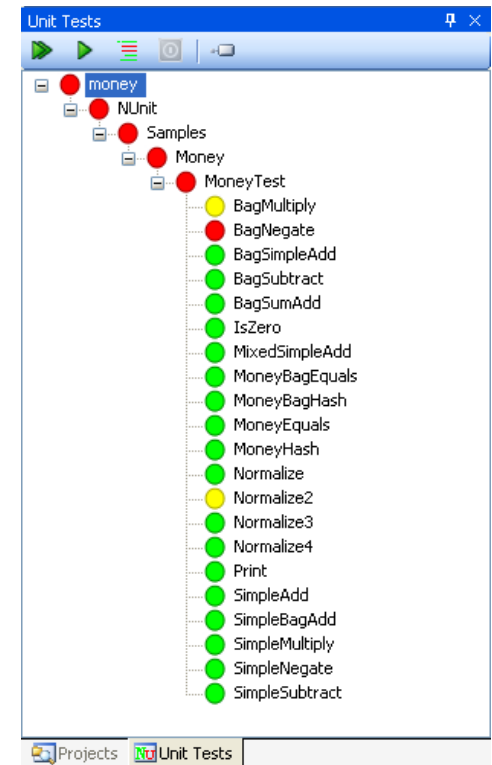 Unit Tests
money
NUnit
Samples
Money
MoneyTest
BagMultiply
BagNegate
BagSimpleAdd
BagSubtract
BagSumAdd
IsZero
MixedSimpleAdd
MoneyBagEquals
MoneyBagHash
MoneyEquals
MoneyHash
Normalize
Normalize2
Normalize3
Normalize4
Print
SimpleAdd
SimpleBagAdd
SimpleMultiply
SimpleNegate
SimpleSubtract
Projects NU Unit Tests